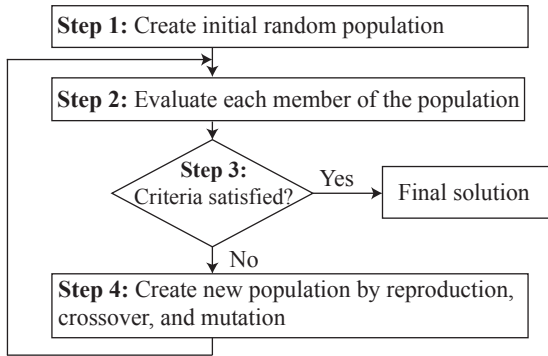 Step 1: Create initial random population
Step 2: Evaluate each member of the population
Step 3:
Criteria satisfied?
Yes
Final solution
No
Step 4: Create new population by reproduction,
crossover, and mutation